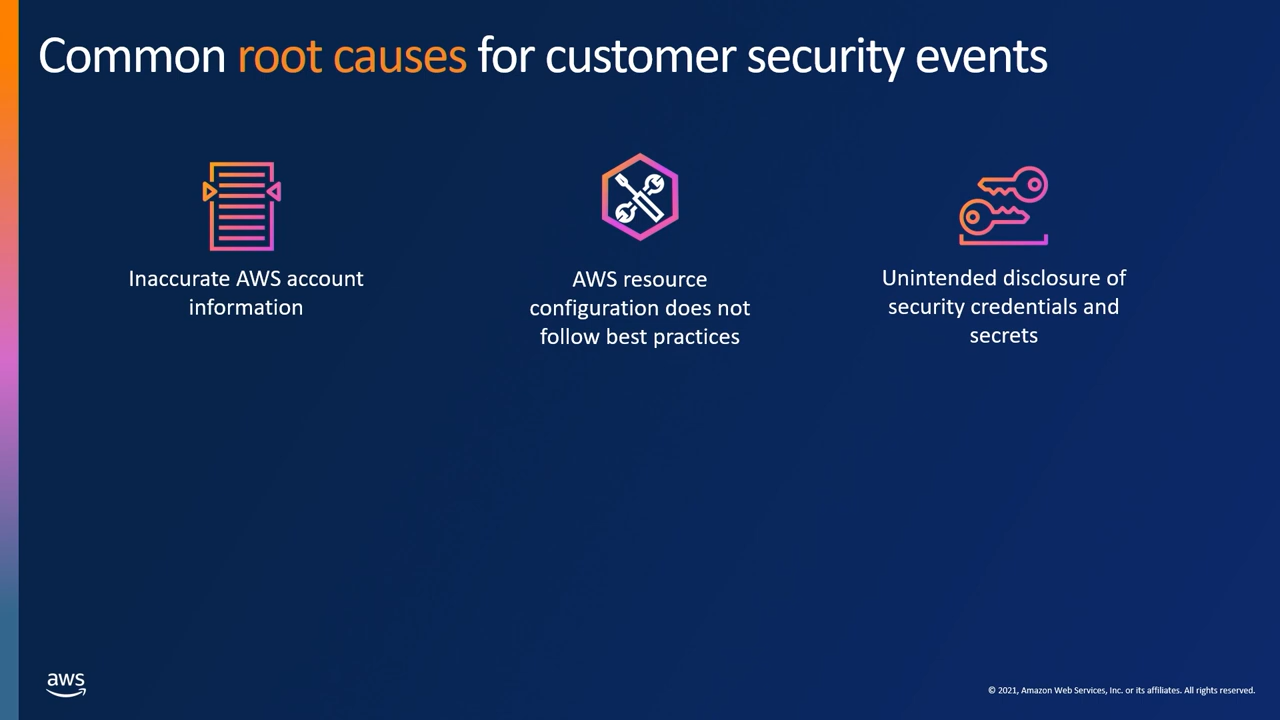 Common root causes for customer security events
Inaccurate AWS account
information
AWS resource
configuration does not
follow best practices
Unintended disclosure of
security credentials and
secrets
aws
© 2021, Amazon Web Services, Inc. or its affiliates. All rights reserved.